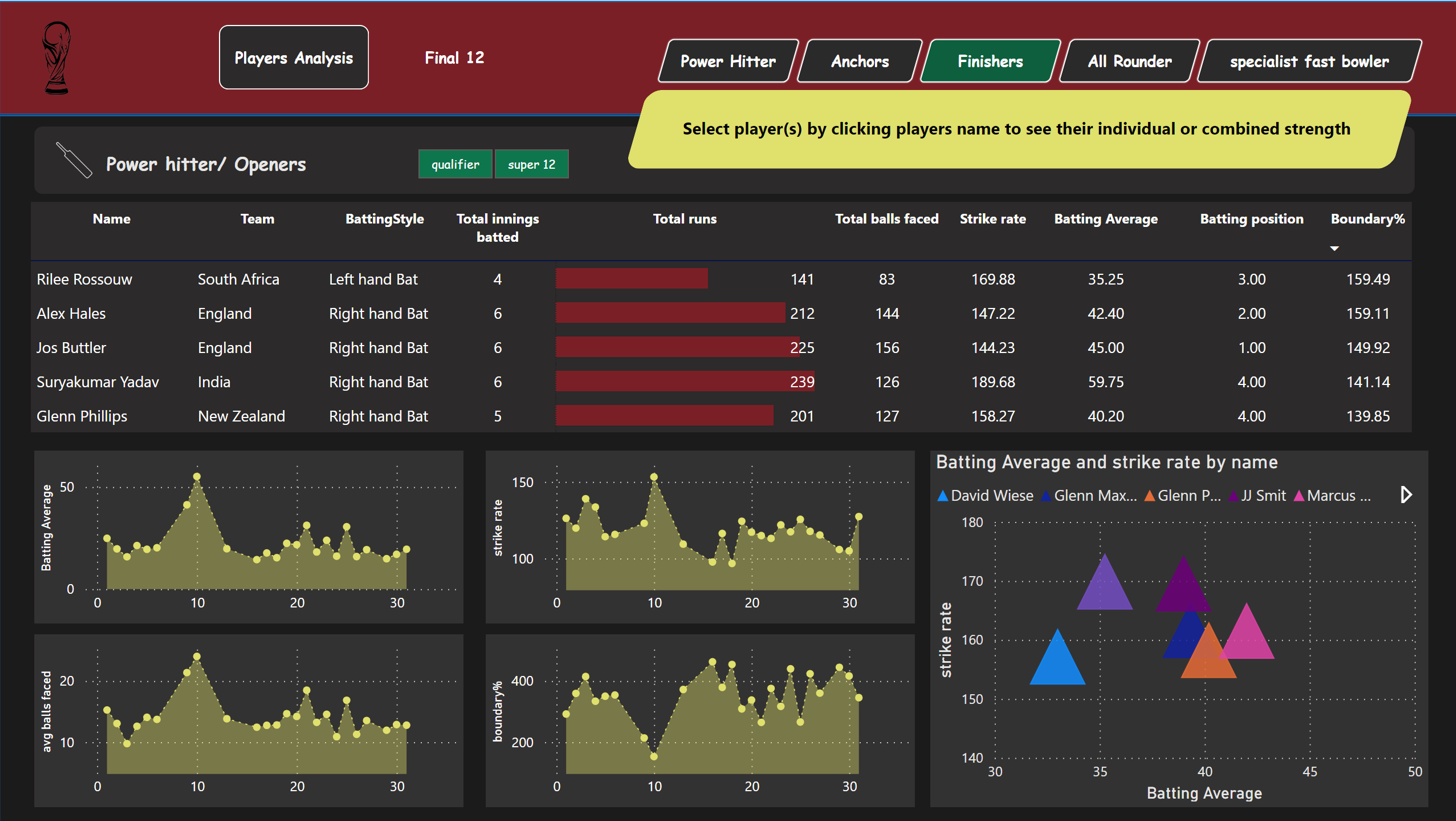 Players Analysis
Final 12
Power Hitter
Anchors
Finishers
All Rounder
specialist fast bowler
Select player(s) by clicking players name to see their individual or combined strength
Power hitter/ Openers
qualifier
super 12
Name Team BattingStyle Total innings batted Total runs Total balls faced Strike rate Batting Average Batting position Boundary%
Rilee Rossouw South Africa Left hand Bat 4 141 83 169.88 35.25 3.00 159.49
Alex Hales England Right hand Bat 6 212 144 147.22 42.40 2.00 159.11
Jos Buttler England Right hand Bat 6 225 156 144.23 45.00 1.00 149.92
Suryakumar Yadav India Right hand Bat 6 239 126 189.68 59.75 4.00 141.14
Glenn Phillips New Zealand Right hand Bat 5 201 127 158.27 40.20 4.00 139.85
Batting Average
50
0
0 10 20 30
strike rate
150
100
0 10 20 30
avg balls faced
20
10
0 10 20 30
boundary%
400
200
0 10 20 30
Batting Average and strike rate by name
David Wiese Glenn Max... Glenn P... JJ Smit Marcus ...
strike rate
180
170
160
150
140
30 35 40 45 50
Batting Average